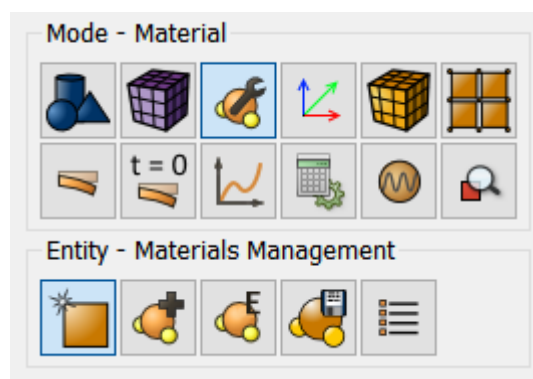 Mode - Material
t = 0
Entity - Materials Management
E